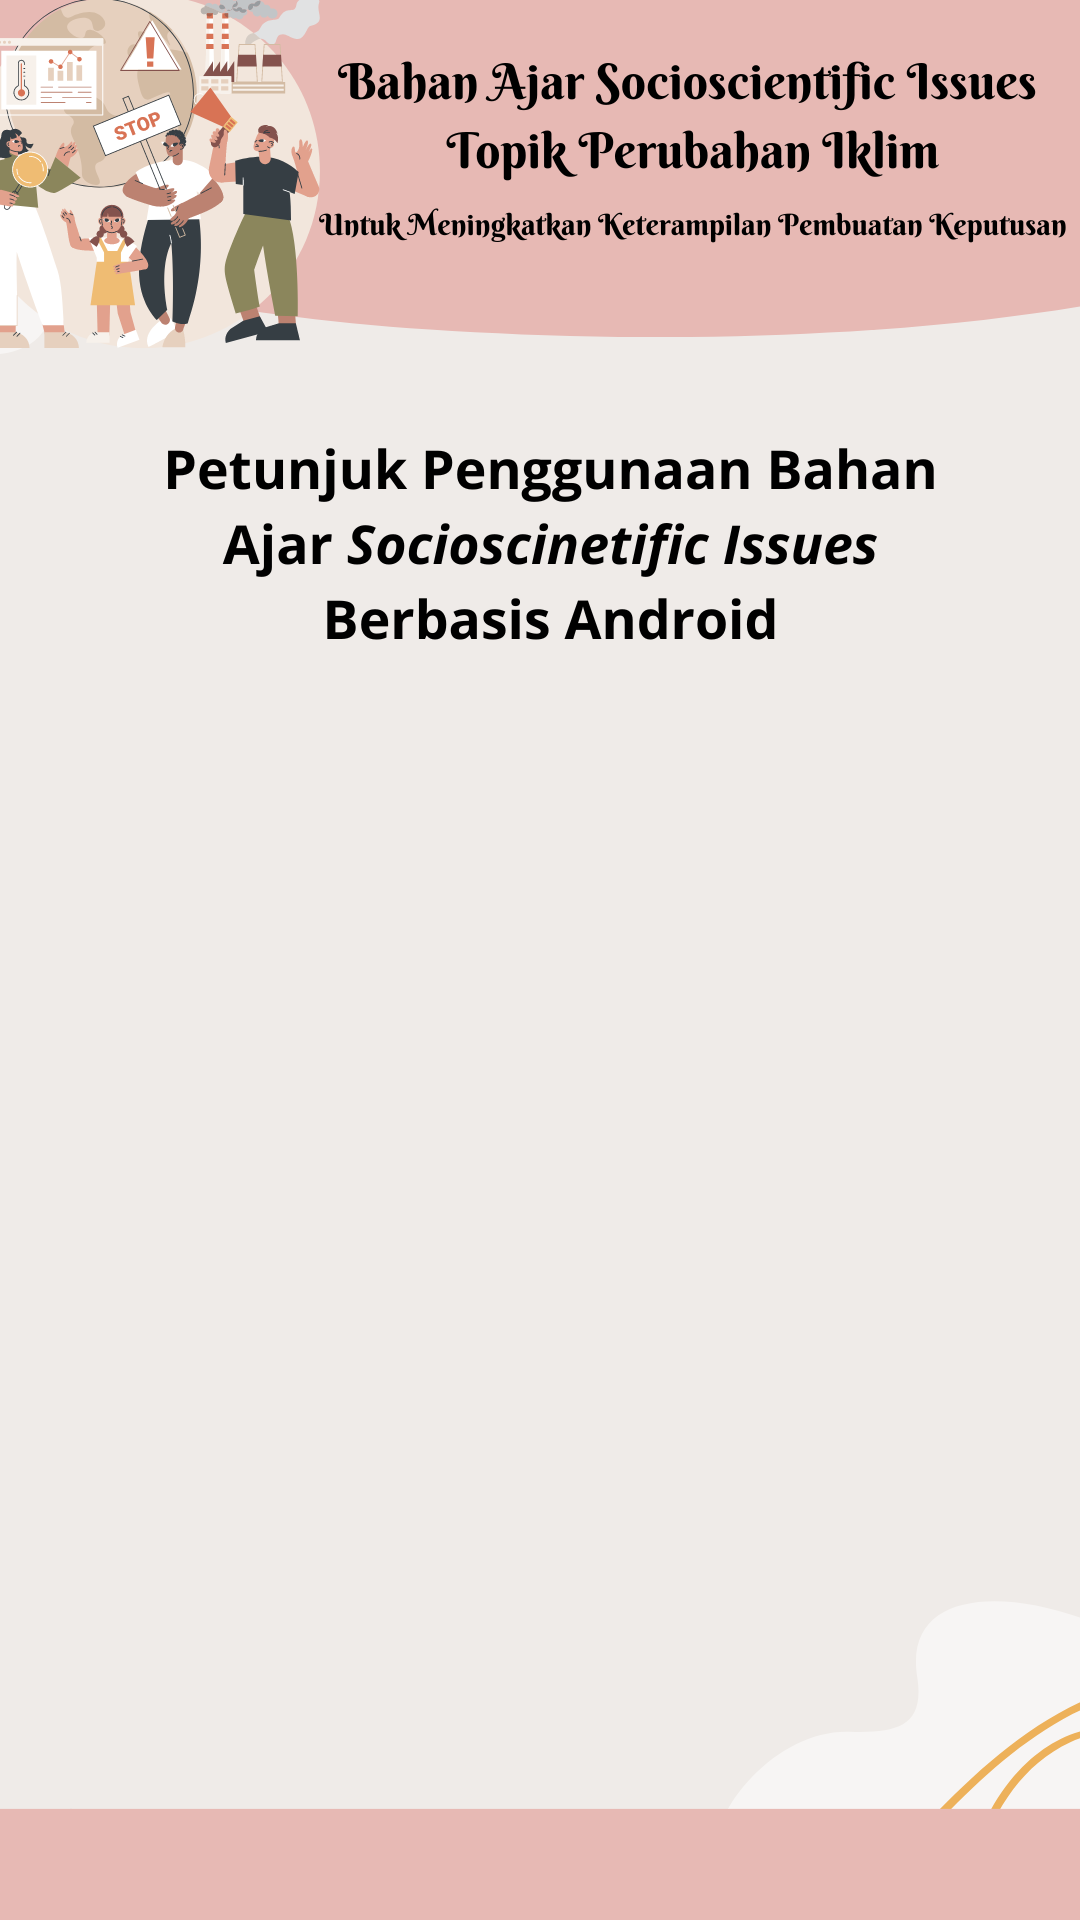 Bahan Ajar Socioscientific Issues
Topik Perubahan Iklim
Untuk Meningkatkan Keterampilan Pembuatan Keputusan
STOP
!
Petunjuk Penggunaan Bahan
Ajar Socioscinetific Issues
Berbasis Android